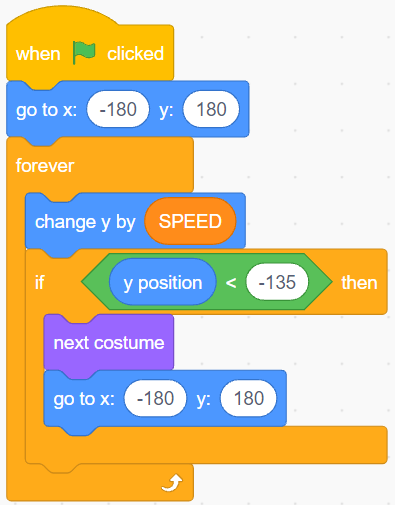 when clicked
go to x: -180 y: 180
forever
change y by SPEED
if y position < -135 then
next costume
go to x: -180 y: 180